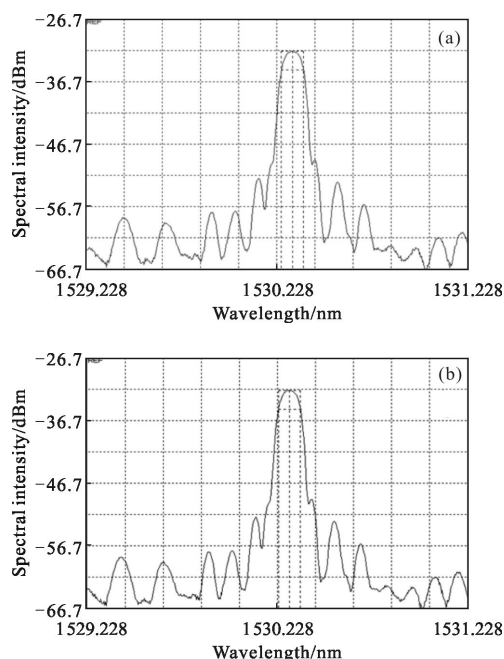 (a)
Spectral intensity/dBm
−26.7
REF
−36.7
−46.7
−56.7
−66.7
1529.228 1530.228 1531.228
Wavelength/nm
(b)
Spectral intensity/dBm
−26.7
REF
−36.7
−46.7
−56.7
−66.7
1529.228 1530.228 1531.228
Wavelength/nm